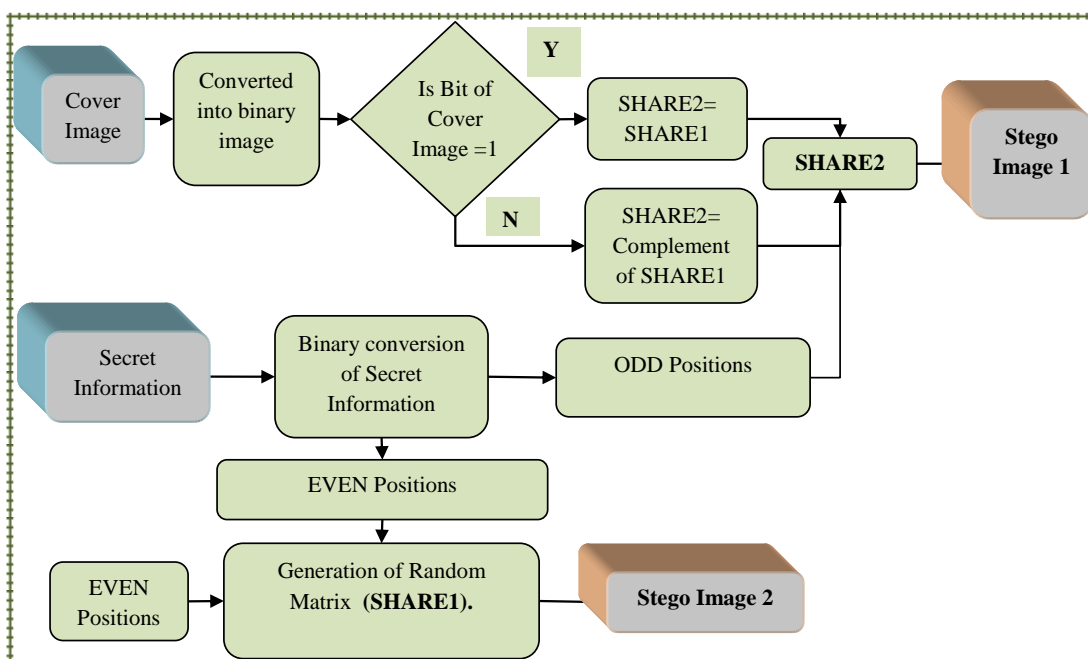 Cover
Image
Converted
into binary
image
Is Bit of
Cover
Image =1
Y
SHARE2=
SHARE1
SHARE2
Stego
Image 1
N
SHARE2=
Complement
of SHARE1
Secret
Information
Binary conversion
of Secret
Information
ODD Positions
EVEN Positions
EVEN
Positions
Generation of Random
Matrix (SHARE1).
Stego Image 2